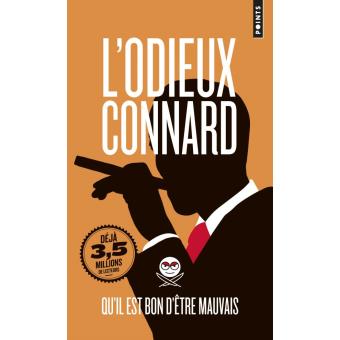 POINTS
L'ODIEUX
CONNARD
DÉJÀ
3,5
MILLIONS
DE LECTEURS
QU'IL EST BON D'ÊTRE MAUVAIS